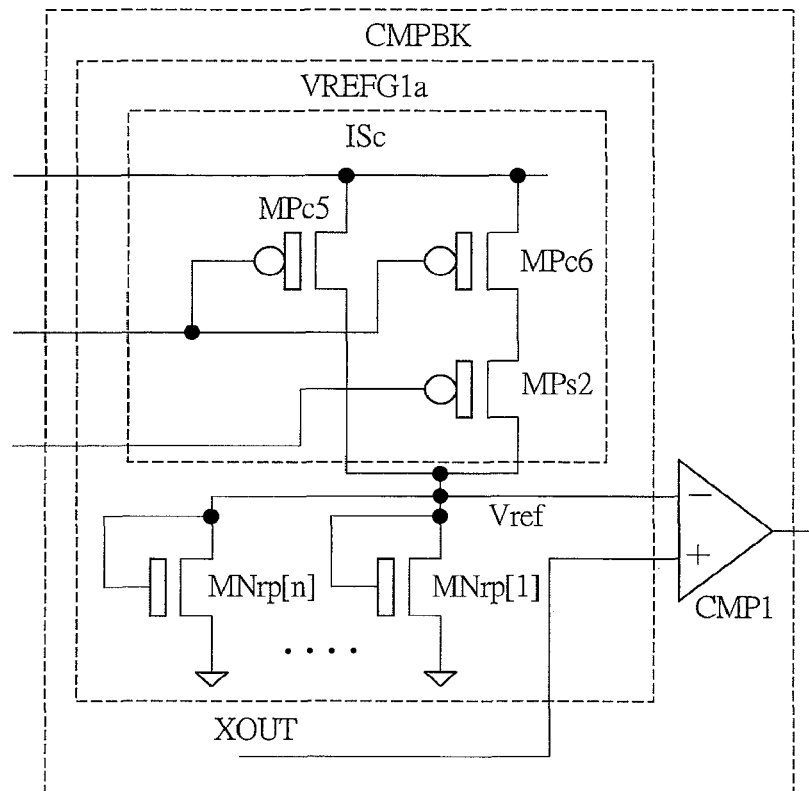 CMPBK
VREFG1a
ISc
MPc5
MPc6
MPs2
Vref
−
+
MNrp[n]
MNrp[1]
CMP1
....
XOUT